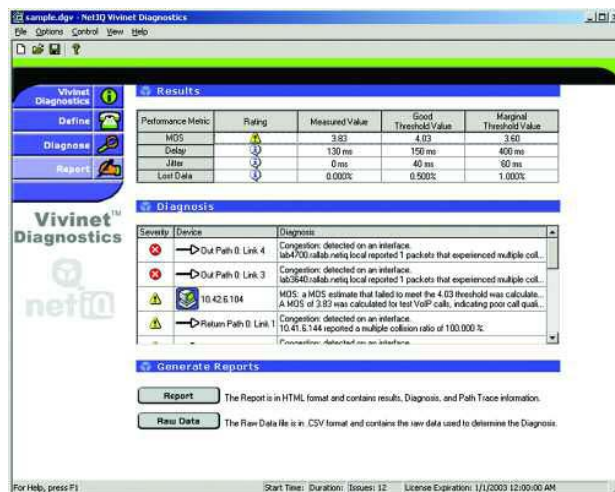 sample.dgv - NetIQ Vivinet Diagnostics
File Options Control View Help
Vivinet Diagnostics
Define
Diagnose
Report
Vivinet™
Diagnostics
netiQ
Results
Performance Metric Rating Measured Value Good Threshold Value Marginal Threshold Value
MOS 3.83 4.03 3.60
Delay 130 ms 150 ms 400 ms
Jitter 0 ms 40 ms 60 ms
Lost Data 0.000% 0.500% 1.000%
Diagnosis
Severity Device Diagnosis
Out Path 0: Link 4 Congestion: detected on an interface.
lab4700.rallab.netiq.local reported 1 packets that experienced multiple coll...
Out Path 0: Link 3 Congestion: detected on an interface.
lab3640.rallab.netiq.local reported 1 packets that experienced multiple coll...
10.42.6.104 MOS: a MOS estimate that failed to meet the 4.03 threshold was calculate...
A MOS of 3.83 was calculated for test VoIP calls, indicating poor call quali...
Return Path 0: Link 1 Congestion: detected on an interface.
10.41.6.144 reported a multiple collision ratio of 100.000 %.
Congestion: detected on an interface.
Generate Reports
Report The Report is in HTML format and contains results, Diagnosis, and Path Trace information.
Raw Data The Raw Data file is in .CSV format and contains the raw data used to determine the Diagnosis.
For Help, press F1 Start Time: Duration: Issues: 12 License Expiration: 1/1/2003 12:00:00 AM